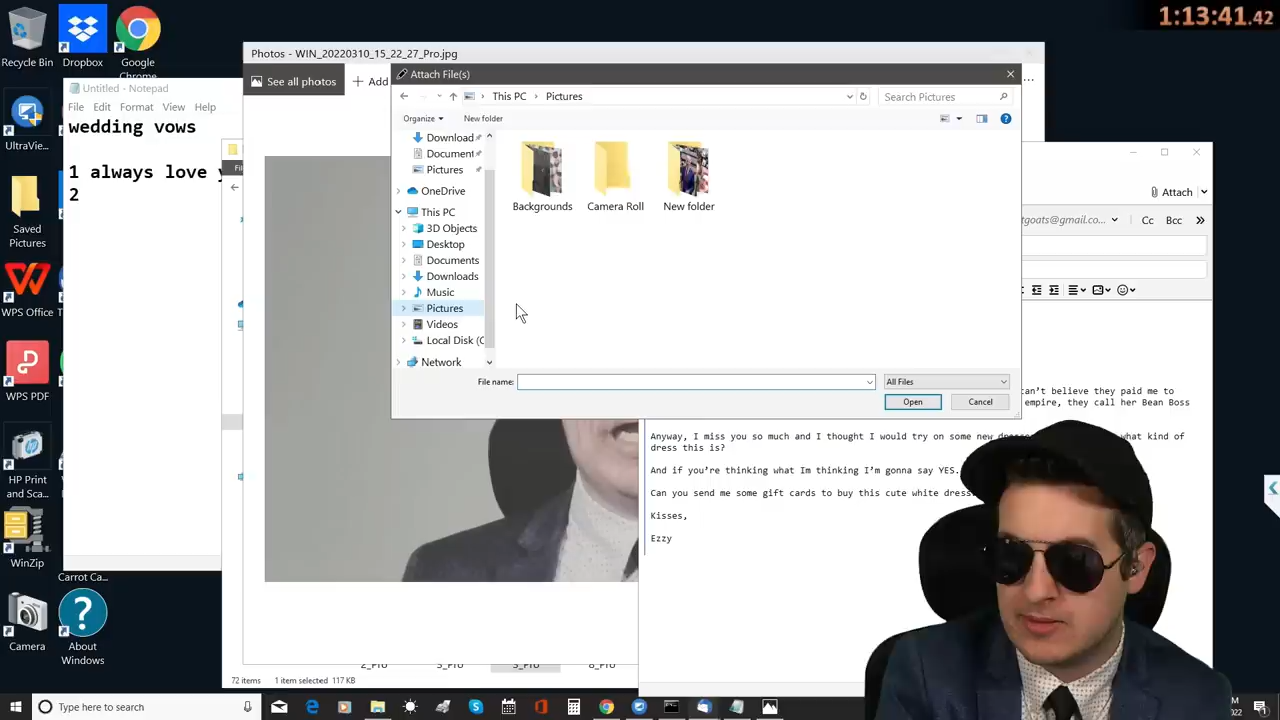 1:13:41.42
Recycle Bin
Dropbox
Google
Chrome
Photos - WIN_20220310_15_22_27_Pro.jpg
See all photos
Add
Attach File(s)
This PC
Pictures
Search Pictures
Organize
New folder
Download
Document
Pictures
OneDrive
This PC
3D Objects
Desktop
Documents
Downloads
Music
Pictures
Videos
Local Disk (C
Network
Backgrounds
Camera Roll
New folder
File name:
All Files
Open
Cancel
Untitled - Notepad
File Edit Format View Help
wedding vows
1 always love
2
UltraVie...
Saved
Pictures
WPS Office
WPS PDF
HP Print
and Sca...
WinZip
Carrot Ca...
Camera
About
Windows
Fil
Attach
tgoats@gmail.co...
Cc
Bcc
can't believe they paid me to
empire, they call her Bean Boss
Anyway, I miss you so much and I thought I would try on some new
what kind of
dress this is?
And if you're thinking what Im thinking I'm gonna say YES.
Can you send me some gift cards to buy this cute white dress
Kisses,
Ezzy
72 items
1 item selected 117 KB
Type here to search